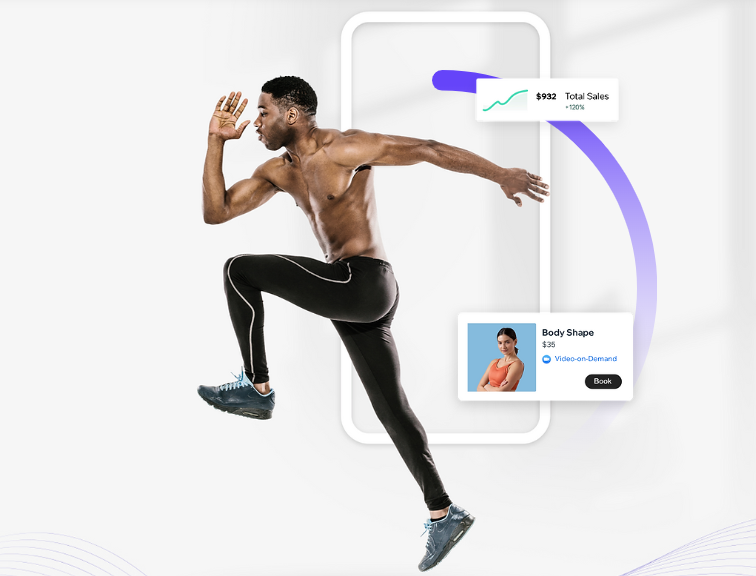 $932 Total Sales
+120%
Body Shape
$35
Video-on-Demand
Book